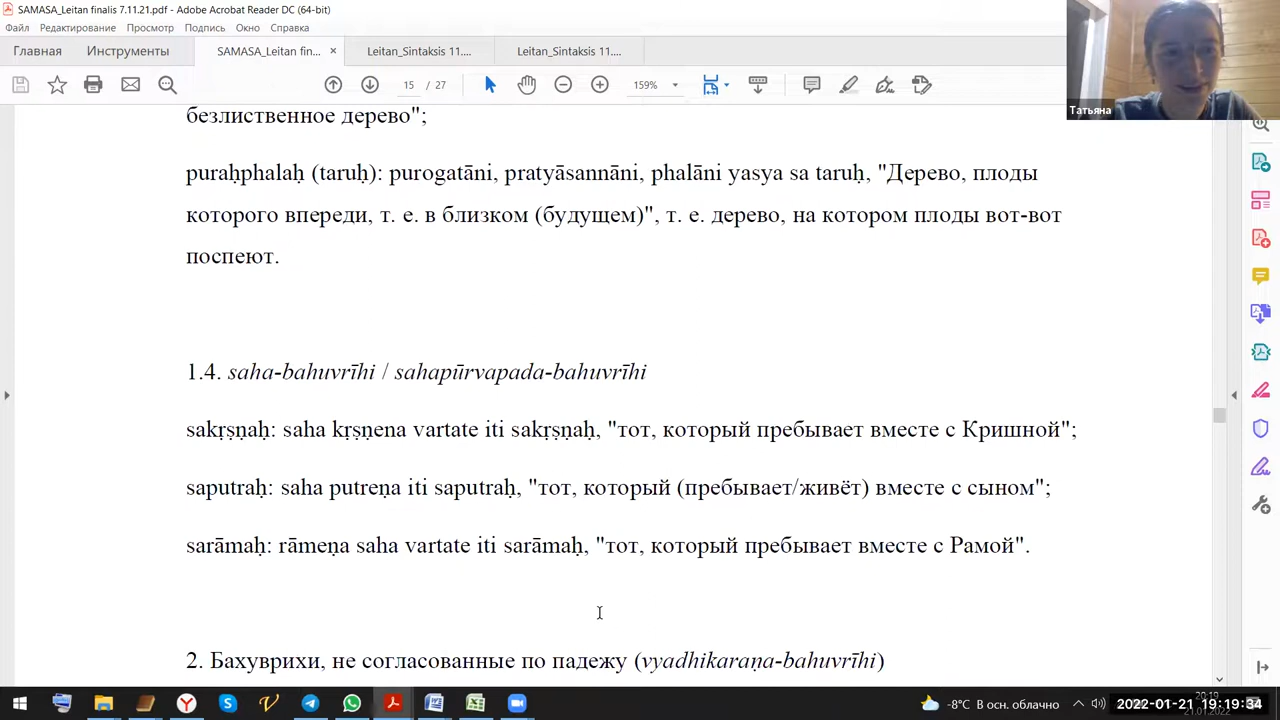 SAMASA_Leitan finalis 7.11.21.pdf - Adobe Acrobat Reader DC (64-bit)
Файл Редактирование Просмотр Подпись Окно Справка
Главная Инструменты SAMASA_Leitan fin... × Leitan_Sintaksis 11.... Leitan_Sintaksis 11....
15 / 27 159%
Татьяна
безлиственное дерево";
puraḥphalaḥ (taruḥ): purogatāni, pratyāsannāni, phalāni yasya sa taruḥ, "Дерево, плоды
которого впереди, т. е. в близком (будущем)", т. е. дерево, на котором плоды вот-вот
поспеют.
1.4. saha-bahuvrīhi / sahapūrvapada-bahuvrīhi
sakṛṣṇaḥ: saha kṛṣṇena vartate iti sakṛṣṇaḥ, "тот, который пребывает вместе с Кришной";
saputraḥ: saha putreṇa iti saputraḥ, "тот, который (пребывает/живёт) вместе с сыном";
sarāmaḥ: rāmeṇa saha vartate iti sarāmaḥ, "тот, который пребывает вместе с Рамой".
2. Бахуврихи, не согласованные по падежу (vyadhikaraṇa-bahuvrīhi)
-8°C В осн. облачно
20:19
21.01.2022
2022-01-21 19:19:34